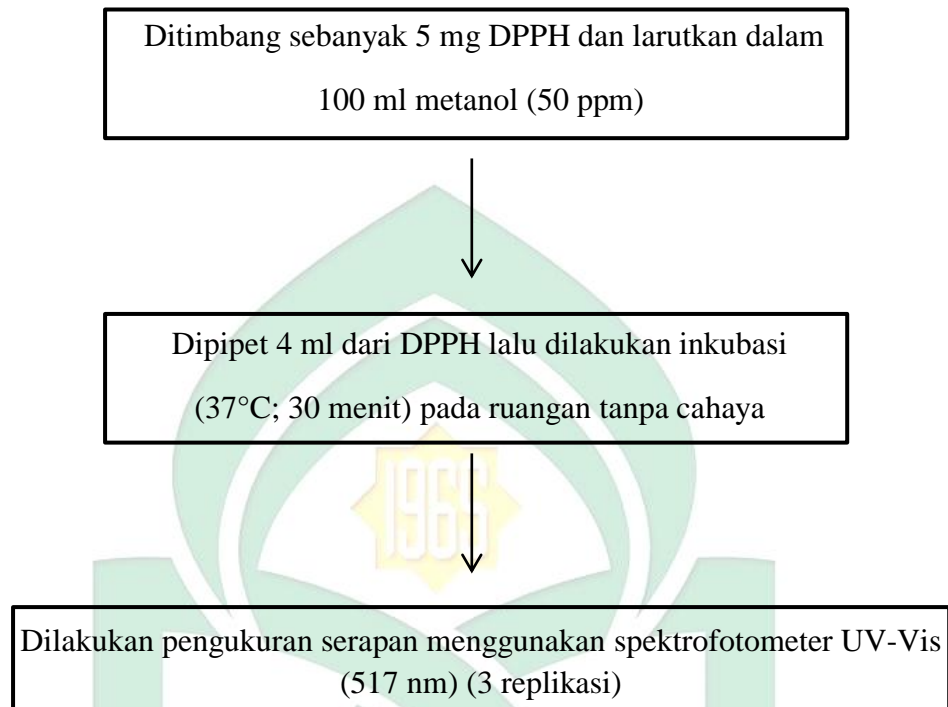 Ditimbang sebanyak 5 mg DPPH dan larutkan dalam
100 ml metanol (50 ppm)
Dipipet 4 ml dari DPPH lalu dilakukan inkubasi
(37°C; 30 menit) pada ruangan tanpa cahaya
1965
Dilakukan pengukuran serapan menggunakan spektrofotometer UV-Vis
(517 nm) (3 replikasi)